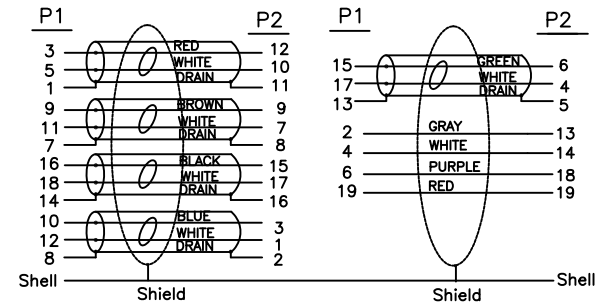 P1 P2
3 RED 12
5 WHITE 10
1 DRAIN 11
9 BROWN 9
11 WHITE 7
7 DRAIN 8
16 BLACK 15
18 WHITE 17
14 DRAIN 16
10 BLUE 3
12 WHITE 1
8 DRAIN 2
Shell
Shield
P1 P2
15 GREEN 6
17 WHITE 4
13 DRAIN 5
2 GRAY 13
4 WHITE 14
6 PURPLE 18
19 RED 19
Shell
Shield